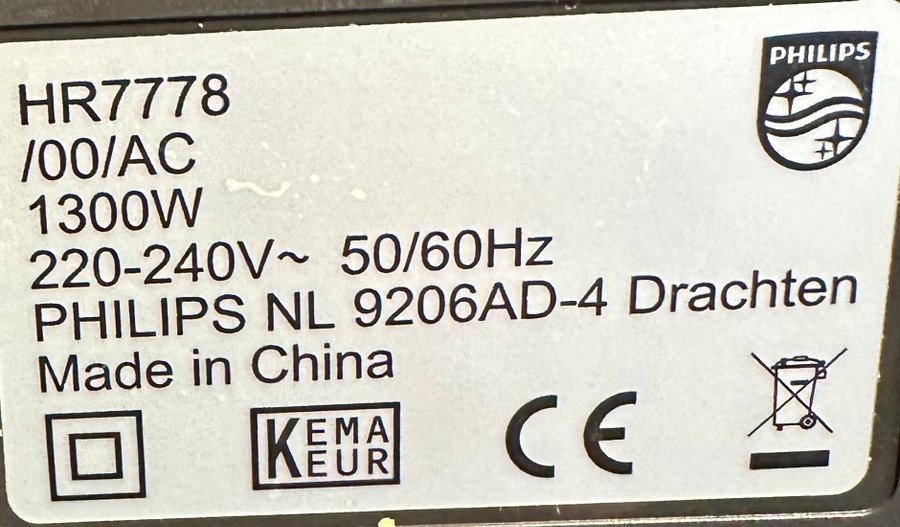 PHILIPS
HR7778
/00/AC
1300W
220-240V~ 50/60Hz
PHILIPS NL 9206AD-4 Drachten
Made in China
KEMA
KEUR
CE